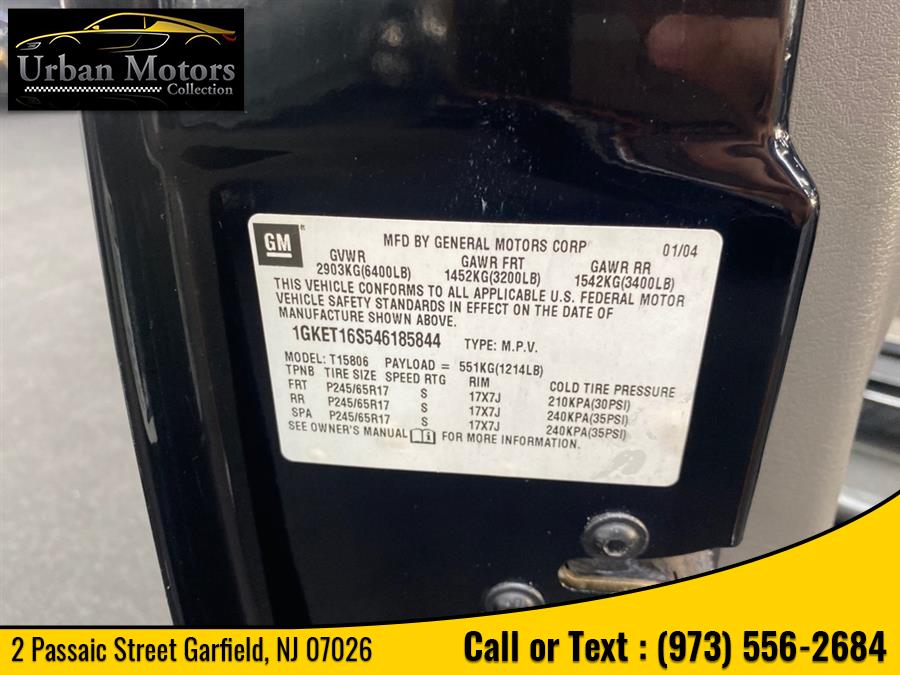 Urban Motors
Collection
GM
MFD BY GENERAL MOTORS CORP 01/04
GVWR GAWR FRT GAWR RR
2903KG(6400LB) 1452KG(3200LB) 1542KG(3400LB)
THIS VEHICLE CONFORMS TO ALL APPLICABLE U.S. FEDERAL MOTOR
VEHICLE SAFETY STANDARDS IN EFFECT ON THE DATE OF
MANUFACTURE SHOWN ABOVE.
1GKET16S546185844 TYPE: M.P.V.
MODEL: T15806 PAYLOAD = 551KG(1214LB)
TPNB TIRE SIZE SPEED RTG RIM COLD TIRE PRESSURE
FRT P245/65R17 S 17X7J 210KPA(30PSI)
RR P245/65R17 S 17X7J 240KPA(35PSI)
SPA P245/65R17 S 17X7J 240KPA(35PSI)
SEE OWNER'S MANUAL FOR MORE INFORMATION.
2 Passaic Street Garfield, NJ 07026
Call or Text : (973) 556-2684